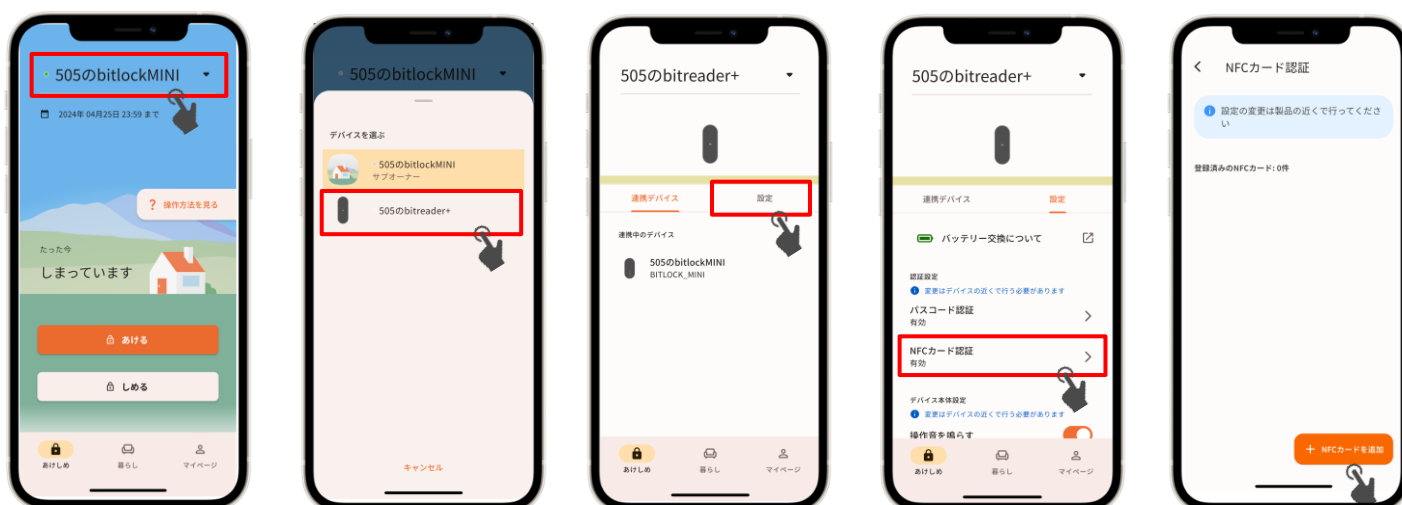 505のbitlockMINI
2024年 04月25日 23:59 まで
? 操作方法を見る
たった今
しまっています
あける
しめる
あけしめ
暮らし
マイページ
505のbitlockMINI
デバイスを選ぶ
505のbitlockMINI
サブオーナー
505のbitreader+
キャンセル
505のbitreader+
連携デバイス
設定
連携中のデバイス
505のbitlockMINI
BITLOCK_MINI
あけしめ
暮らし
マイページ
505のbitreader+
連携デバイス
設定
バッテリー交換について
認証設定
変更はデバイスの近くで行う必要があります
パスコード認証
有効
NFCカード認証
有効
デバイス本体設定
変更はデバイスの近くで行う必要があります
操作音を鳴らす
あけしめ
暮らし
マイページ
NFCカード認証
設定の変更は製品の近くで行ってくださ
い
登録済みのNFCカード: 0件
+ NFCカードを追加